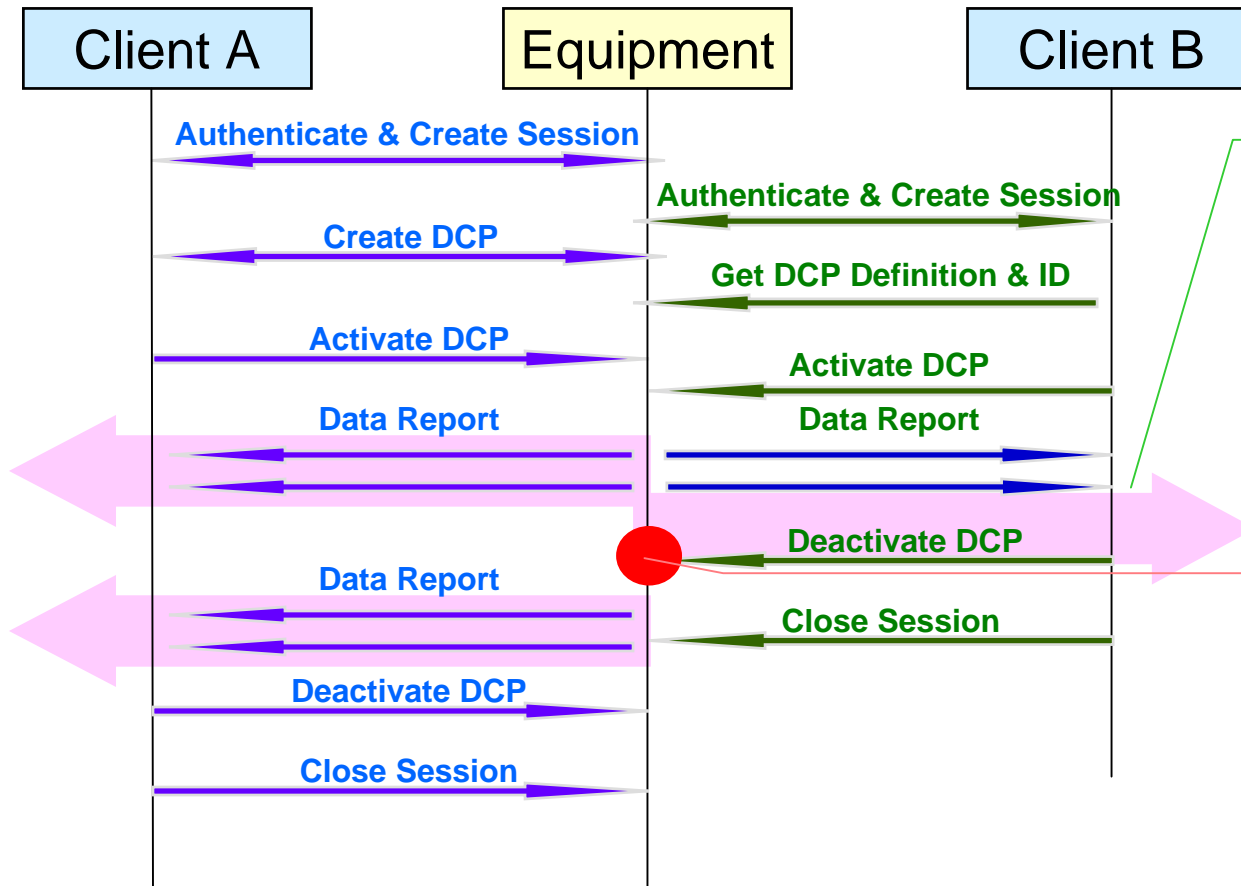 Client A
Equipment
Client B
Authenticate & Create Session
Authenticate & Create Session
Create DCP
Get DCP Definition & ID
Activate DCP
Activate DCP
Data Report
Data Report
Deactivate DCP
Data Report
Close Session
Deactivate DCP
Close Session